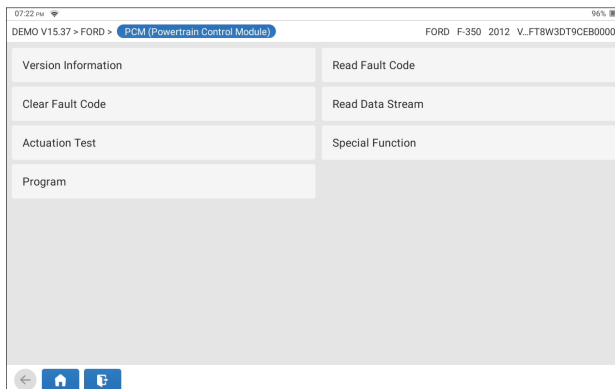 07:22 PM 96%
DEMO V15.37 > FORD > PCM (Powertrain Control Module) FORD F-350 2012 V...FT8W3DT9CEB0000
Version Information Read Fault Code
Clear Fault Code Read Data Stream
Actuation Test Special Function
Program